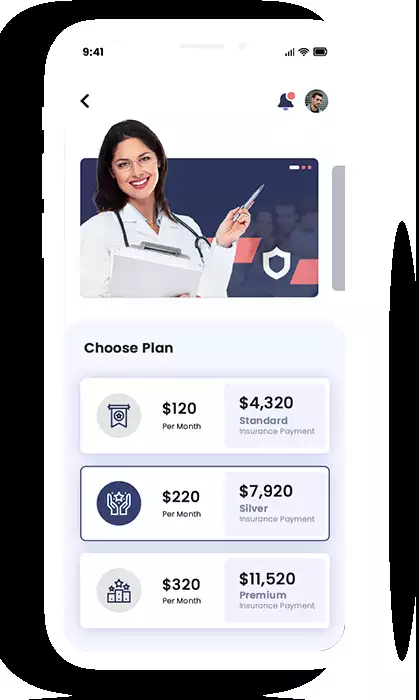 9:41
Choose Plan
$120
Per Month
$4,320
Standard
Insurance Payment
$220
Per Month
$7,920
Silver
Insurance Payment
$320
Per Month
$11,520
Premium
Insurance Payment